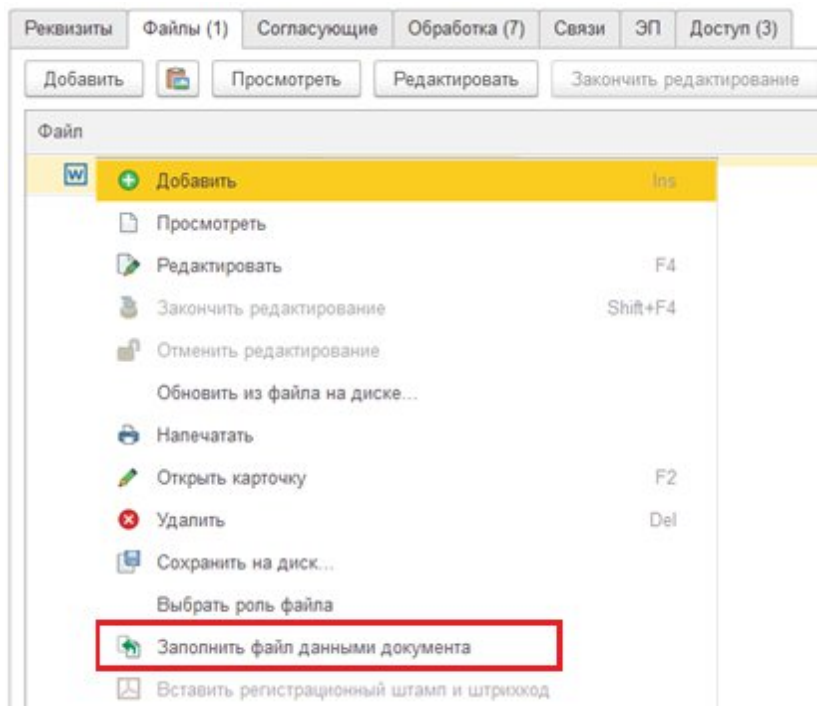 Реквизиты Файлы (1) Согласующие Обработка (7) Связи ЭП Доступ (3)
Добавить Просмотреть Редактировать Закончить редактирование
Файл
Добавить Ins
Просмотреть
Редактировать F4
Закончить редактирование Shift+F4
Отменить редактирование
Обновить из файла на диске...
Напечатать
Открыть карточку F2
Удалить Del
Сохранить на диск...
Выбрать роль файла
Заполнить файл данными документа
Вставить регистрационный штамп и штрихкод